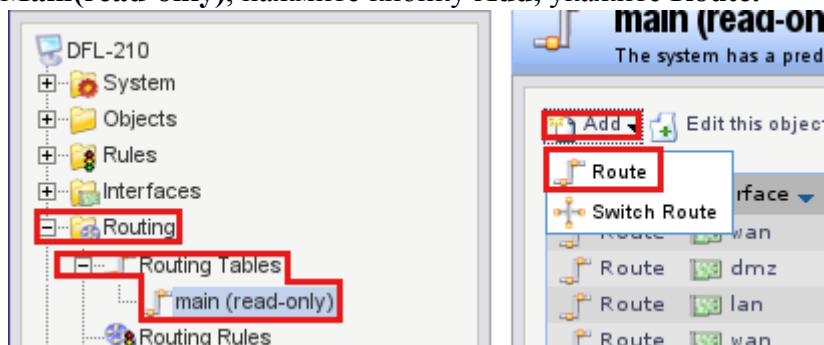 Main(read-only), нажмите кнопку Add, укажите Route.
DFL-210
System
Objects
Rules
Interfaces
Routing
Routing Tables
main (read-only)
Routing Rules
main (read-on
The system has a pred
Add
Edit this objec
Route
Switch Route
rface
Route wan
Route dmz
Route lan
Route wan